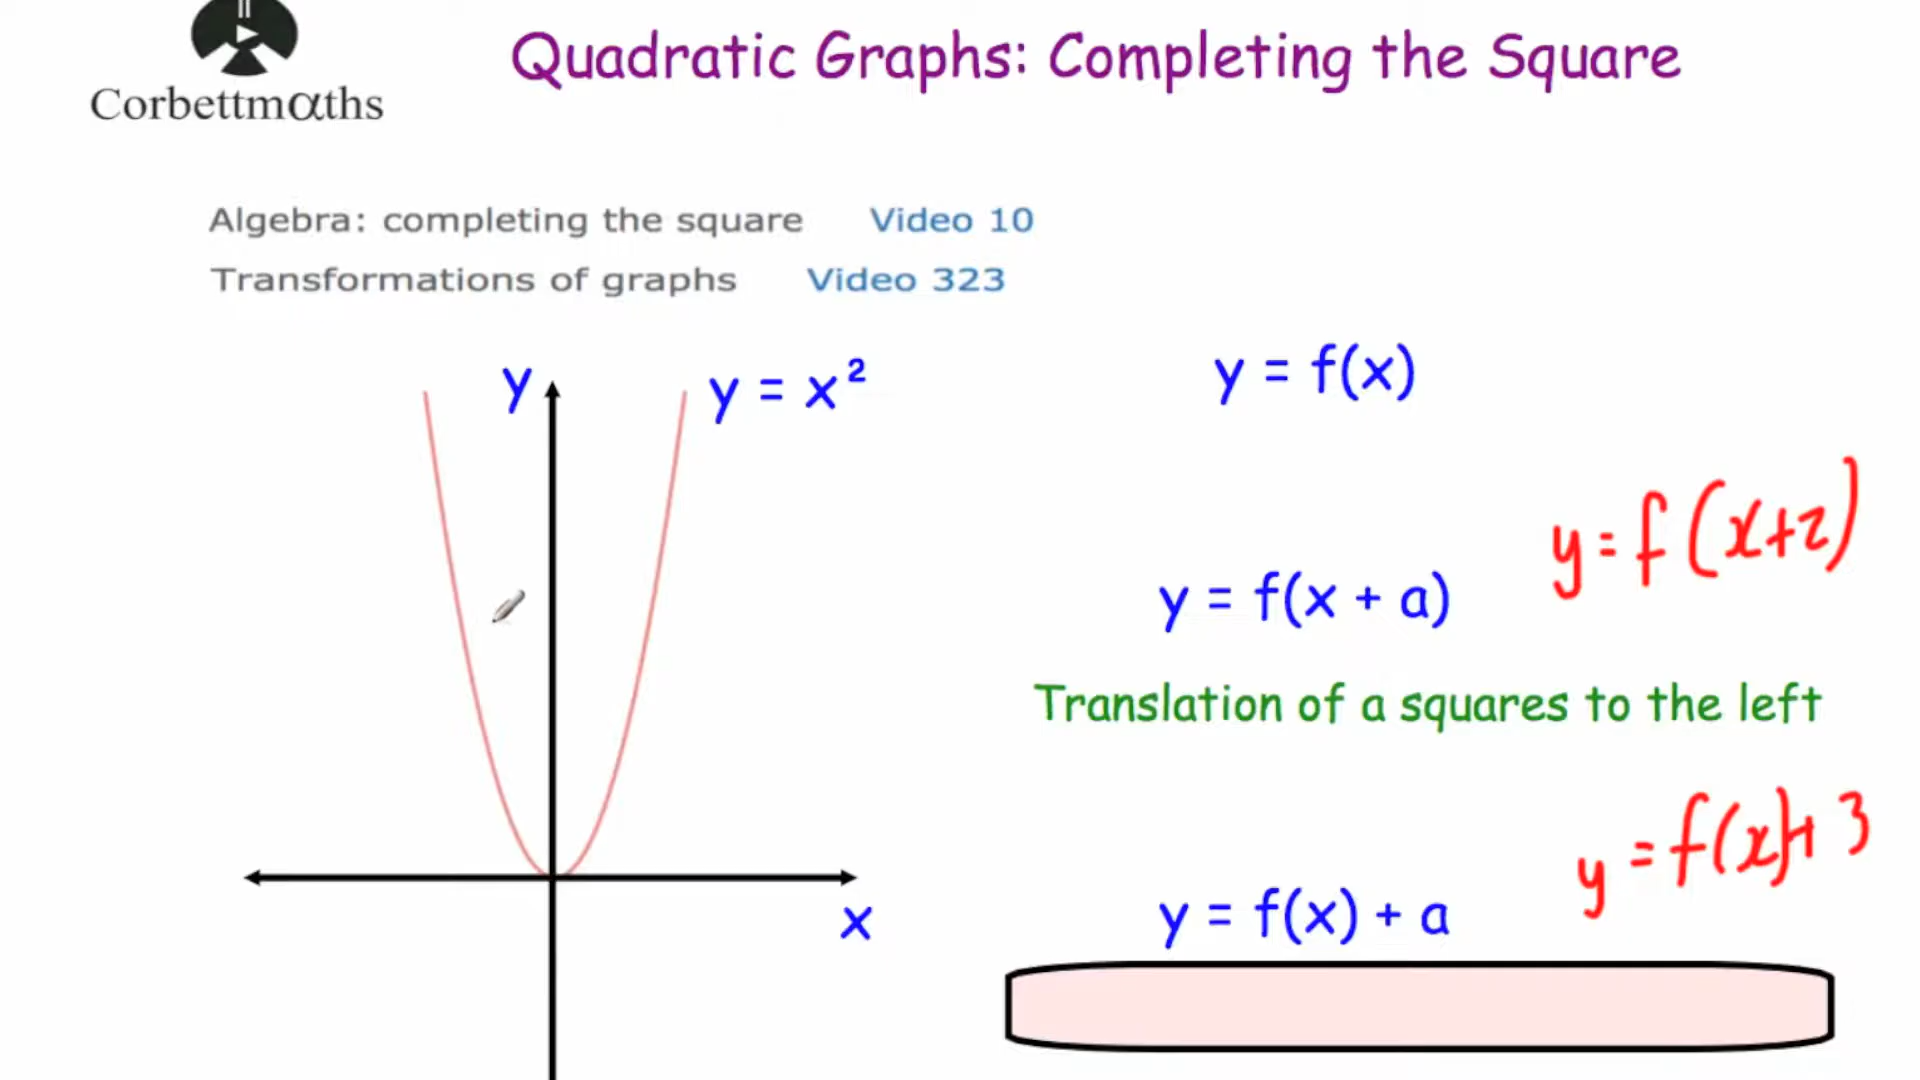 Corbettmαths
Quadratic Graphs: Completing the Square
Algebra: completing the square Video 10
Transformations of graphs Video 323
y
y = x²
x
y = f(x)
y = f(x+2)
y = f(x + a)
Translation of a squares to the left
y = f(x)+3
y = f(x) + a